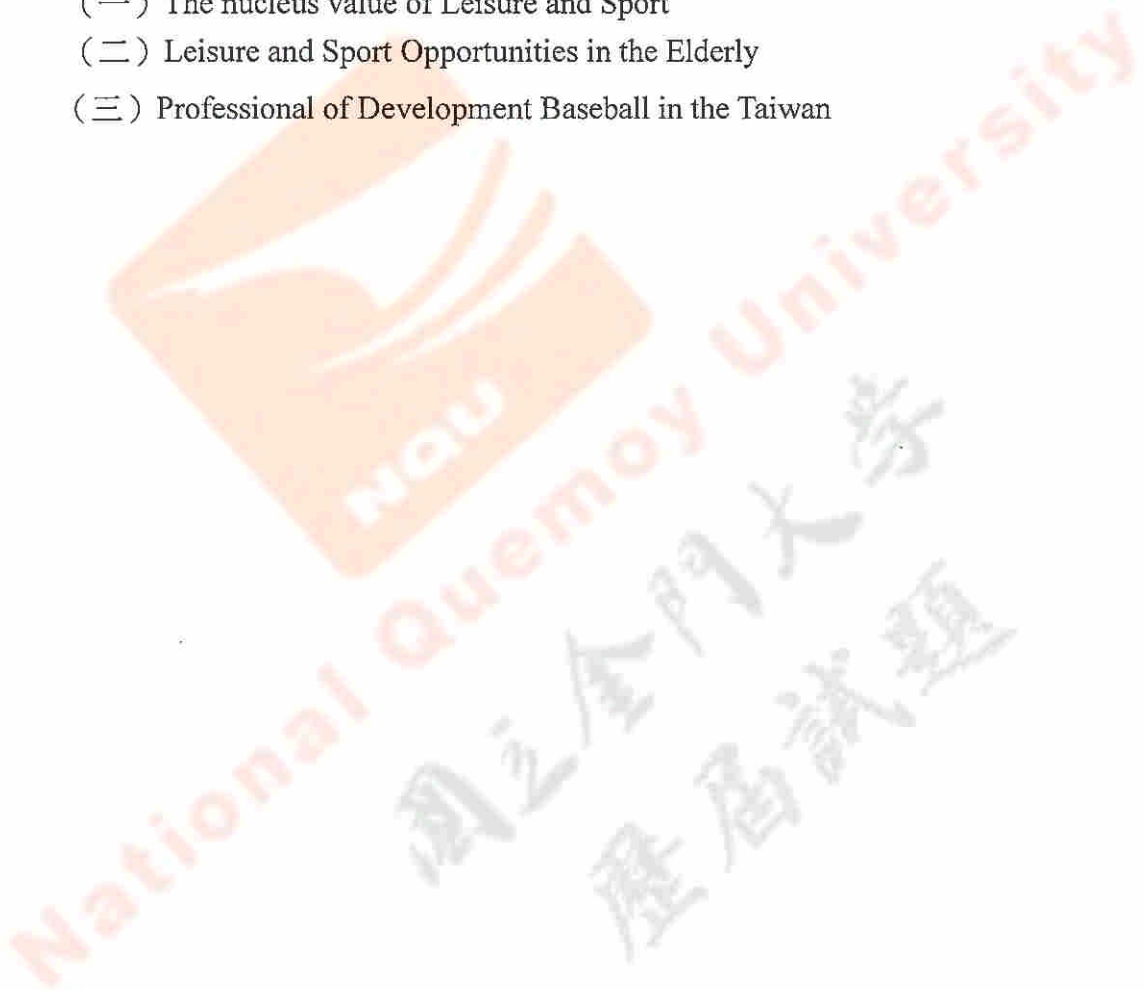 （一）The nucleus value of Leisure and Sport
（二）Leisure and Sport Opportunities in the Elderly
（三）Professional of Development Baseball in the Taiwan
NQU
National Quemoy University
國立金門大學
歷屆試題